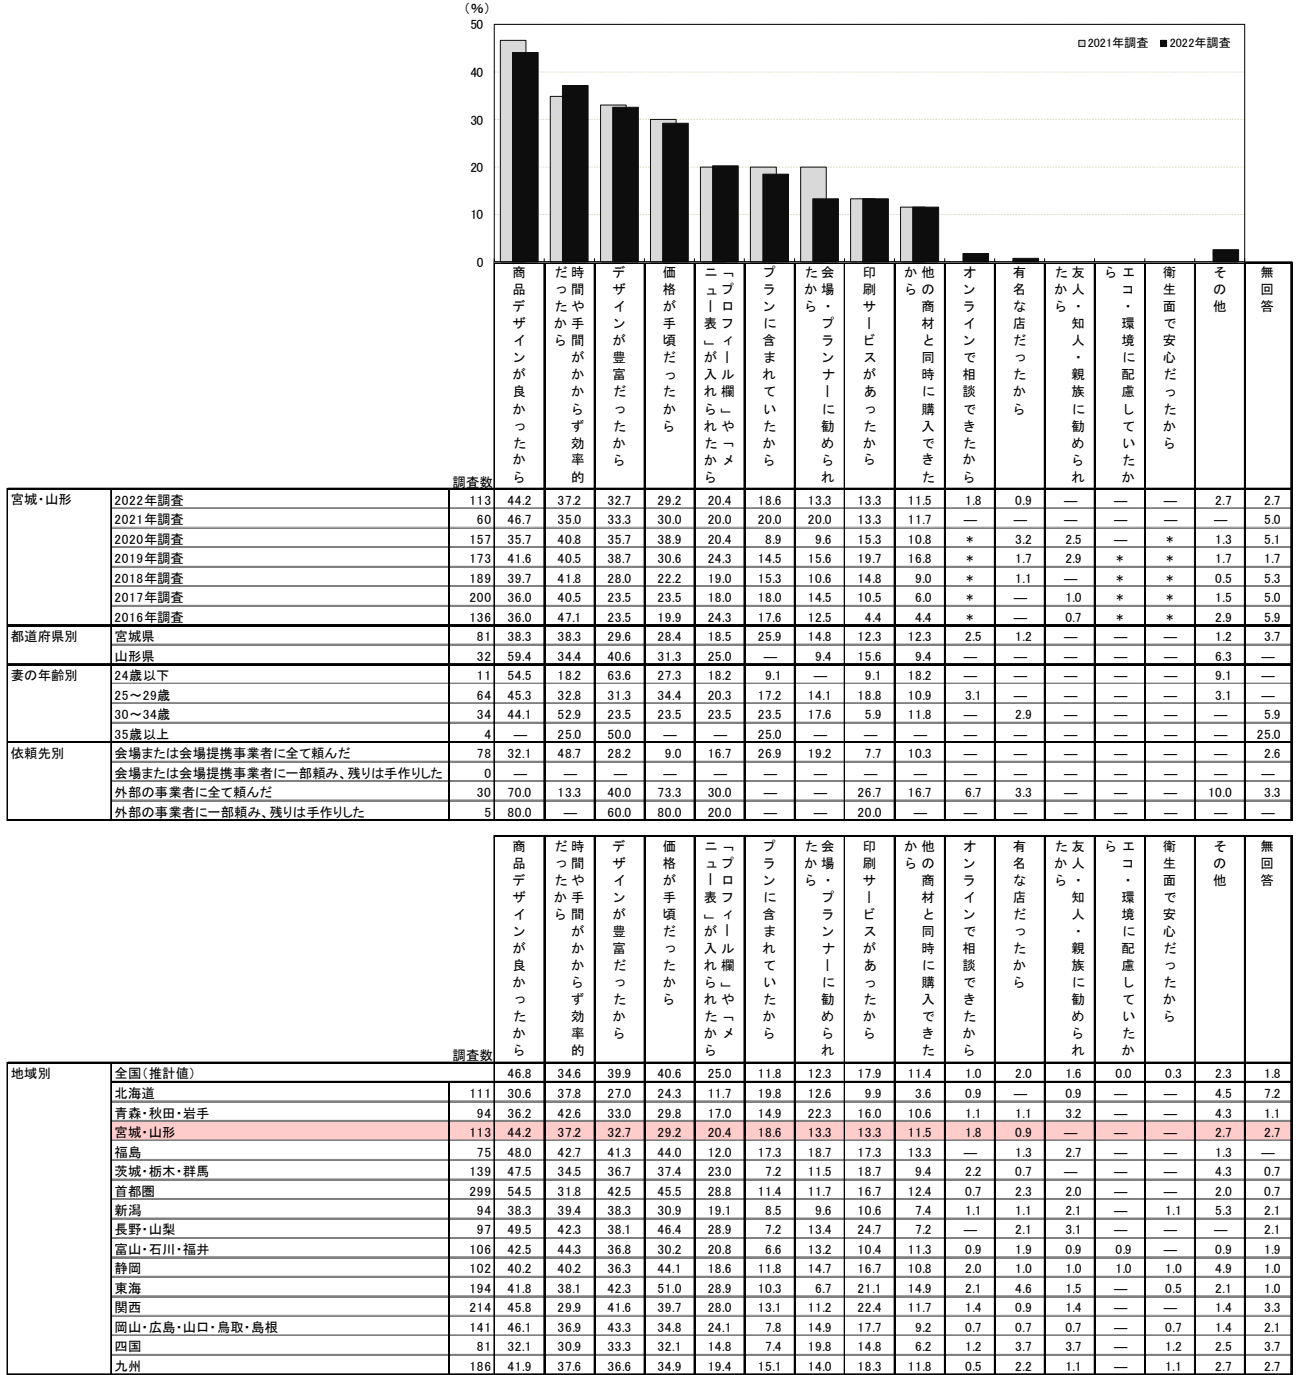 (%)
50
40
30
20
10
0
□2021年調査 ■2022年調査
調査数 商品デザインが良かったから 時間や手間がかからず効率的だったから デザインが豊富だったから 価格が手頃だったから 「プロフィール欄」や「メニュー表」が入れられたから プランに含まれていたから 会場・プランナーに勧められたから 印刷サービスがあったから 他の商材と同時に購入できたから オンラインで相談できたから 有名な店だったから 友人・知人・親族に勧められたから エコ・環境に配慮していたから 衛生面で安心だったから その他 無回答
宮城・山形 2022年調査 113 44.2 37.2 32.7 29.2 20.4 18.6 13.3 13.3 11.5 1.8 0.9 — — — 2.7 2.7
2021年調査 60 46.7 35.0 33.3 30.0 20.0 20.0 20.0 13.3 11.7 — — — — — — 5.0
2020年調査 157 35.7 40.8 35.7 38.9 20.4 8.9 9.6 15.3 10.8 * 3.2 2.5 — * 1.3 5.1
2019年調査 173 41.6 40.5 38.7 30.6 24.3 14.5 15.6 19.7 16.8 * 1.7 2.9 * * 1.7 1.7
2018年調査 189 39.7 41.8 28.0 22.2 19.0 15.3 10.6 14.8 9.0 * 1.1 — * * 0.5 5.3
2017年調査 200 36.0 40.5 23.5 23.5 18.0 18.0 14.5 10.5 6.0 * — 1.0 * * 1.5 5.0
2016年調査 136 36.0 47.1 23.5 19.9 24.3 17.6 12.5 4.4 4.4 * — 0.7 * * 2.9 5.9
都道府県別 宮城県 81 38.3 38.3 29.6 28.4 18.5 25.9 14.8 12.3 12.3 2.5 1.2 — — — 1.2 3.7
山形県 32 59.4 34.4 40.6 31.3 25.0 — 9.4 15.6 9.4 — — — — — 6.3 —
妻の年齢別 24歳以下 11 54.5 18.2 63.6 27.3 18.2 9.1 — 9.1 18.2 — — — — — 9.1 —
25～29歳 64 45.3 32.8 31.3 34.4 20.3 17.2 14.1 18.8 10.9 3.1 — — — — 3.1 —
30～34歳 34 44.1 52.9 23.5 23.5 23.5 23.5 17.6 5.9 11.8 — 2.9 — — — — 5.9
35歳以上 4 — 25.0 50.0 — — 25.0 — — — — — — — — — 25.0
依頼先別 会場または会場提携事業者に全て頼んだ 78 32.1 48.7 28.2 9.0 16.7 26.9 19.2 7.7 10.3 — — — — — — 2.6
会場または会場提携事業者に一部頼み、残りは手作りした 0 — — — — — — — — — — — — — — — —
外部の事業者に全て頼んだ 30 70.0 13.3 40.0 73.3 30.0 — — 26.7 16.7 6.7 3.3 — — — 10.0 3.3
外部の事業者に一部頼み、残りは手作りした 5 80.0 — 60.0 80.0 20.0 — — 20.0 — — — — — — — —
調査数 商品デザインが良かったから 時間や手間がかからず効率的だったから デザインが豊富だったから 価格が手頃だったから 「プロフィール欄」や「メニュー表」が入れられたから プランに含まれていたから 会場・プランナーに勧められたから 印刷サービスがあったから 他の商材と同時に購入できたから オンラインで相談できたから 有名な店だったから 友人・知人・親族に勧められたから エコ・環境に配慮していたから 衛生面で安心だったから その他 無回答
地域別 全国(推計値) 46.8 34.6 39.9 40.6 25.0 11.8 12.3 17.9 11.4 1.0 2.0 1.6 0.0 0.3 2.3 1.8
北海道 111 30.6 37.8 27.0 24.3 11.7 19.8 12.6 9.9 3.6 0.9 — 0.9 — — 4.5 7.2
青森・秋田・岩手 94 36.2 42.6 33.0 29.8 17.0 14.9 22.3 16.0 10.6 1.1 1.1 3.2 — — 4.3 1.1
宮城・山形 113 44.2 37.2 32.7 29.2 20.4 18.6 13.3 13.3 11.5 1.8 0.9 — — — 2.7 2.7
福島 75 48.0 42.7 41.3 44.0 12.0 17.3 18.7 17.3 13.3 — 1.3 2.7 — — 1.3 —
茨城・栃木・群馬 139 47.5 34.5 36.7 37.4 23.0 7.2 11.5 18.7 9.4 2.2 0.7 — — — 4.3 0.7
首都圏 299 54.5 31.8 42.5 45.5 28.8 11.4 11.7 16.7 12.4 0.7 2.3 2.0 — — 2.0 0.7
新潟 94 38.3 39.4 38.3 30.9 19.1 8.5 9.6 10.6 7.4 1.1 1.1 2.1 — 1.1 5.3 2.1
長野・山梨 97 49.5 42.3 38.1 46.4 28.9 7.2 13.4 24.7 7.2 — 2.1 3.1 — — — 2.1
富山・石川・福井 106 42.5 44.3 36.8 30.2 20.8 6.6 13.2 10.4 11.3 0.9 1.9 0.9 0.9 — 0.9 1.9
静岡 102 40.2 40.2 36.3 44.1 18.6 11.8 14.7 16.7 10.8 2.0 1.0 1.0 1.0 1.0 4.9 1.0
東海 194 41.8 38.1 42.3 51.0 28.9 10.3 6.7 21.1 14.9 2.1 4.6 1.5 — 0.5 2.1 1.0
関西 214 45.8 29.9 41.6 39.7 28.0 13.1 11.2 22.4 11.7 1.4 0.9 1.4 — — 1.4 3.3
岡山・広島・山口・鳥取・島根 141 46.1 36.9 43.3 34.8 24.1 7.8 14.9 17.7 9.2 0.7 0.7 0.7 — 0.7 1.4 2.1
四国 81 32.1 30.9 33.3 32.1 14.8 7.4 19.8 14.8 6.2 1.2 3.7 3.7 — 1.2 2.5 3.7
九州 186 41.9 37.6 36.6 34.9 19.4 15.1 14.0 18.3 11.8 0.5 2.2 1.1 — 1.1 2.7 2.7